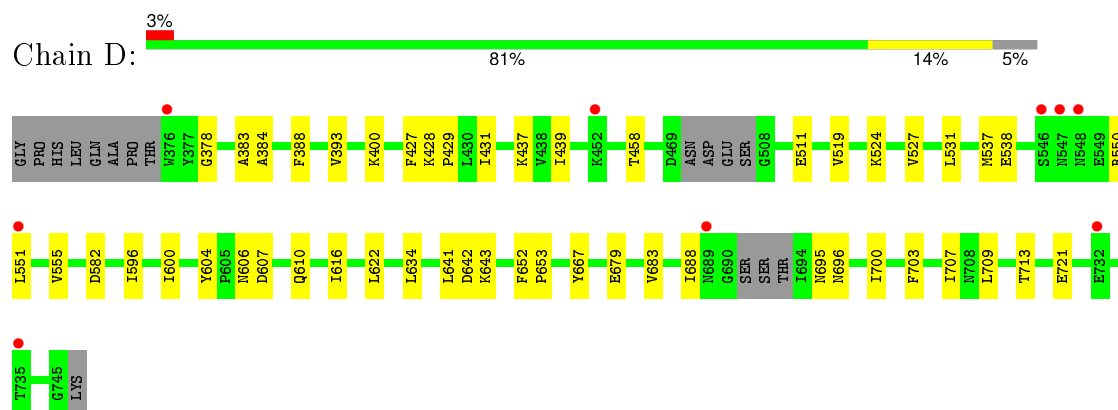 3%
Chain D:
81% 14% 5%
GLY PRO HIS LEU GLN ALA PRO THR W376 Y377 G378 A383 A384 F388 V393 K400 F427 K428 P429 L430 I431 K437 V438 I439 K452 T458 D469 ASN ASP GLU SER G508 E511 V519 K524 V527 L531 M537 E538 S546 N547 N548 E549 R550
L551 V555 D582 I596 I600 Y604 P605 N606 D607 Q610 I616 L622 L634 L641 D642 K643 F652 P653 Y667 E679 V683 I688 N689 G690 SER SER THR I694 N695 N696 I700 F703 I707 N708 L709 T713 E721 E732
T735 G745 LYS